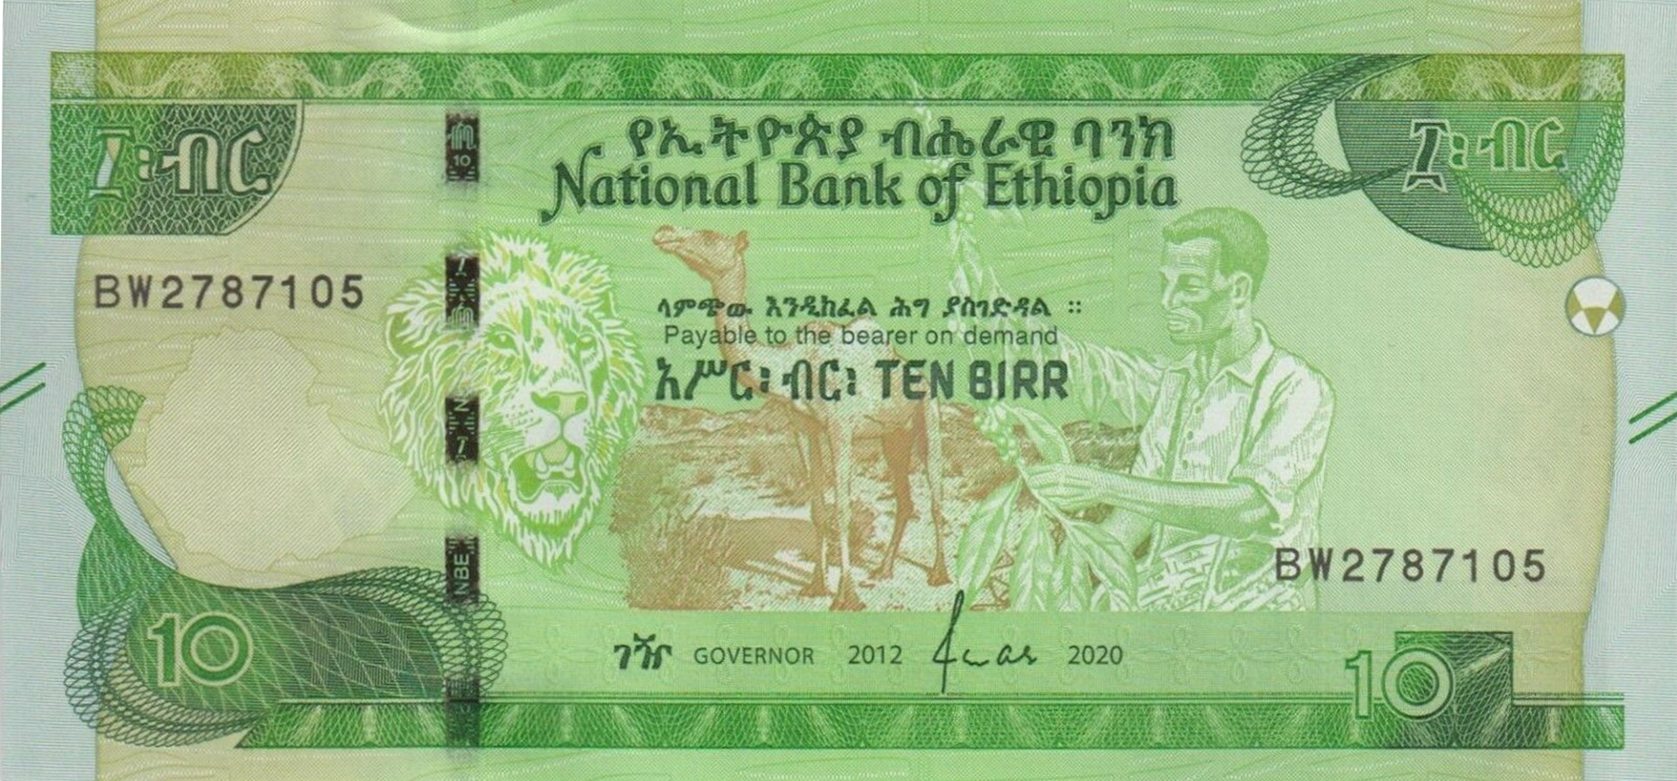 ፲፡ብር
የኢትዮጵያ ብሔራዊ ባንክ
National Bank of Ethiopia
፲፡ብር
10
BW2787105
ላምጭው እንዲከፈል ሕግ ያስገድዳል ።
Payable to the bearer on demand
አሥር፡ ብር፡ TEN BIRR
NBE
BW2787105
10
ገዥ GOVERNOR 2012 2020
10